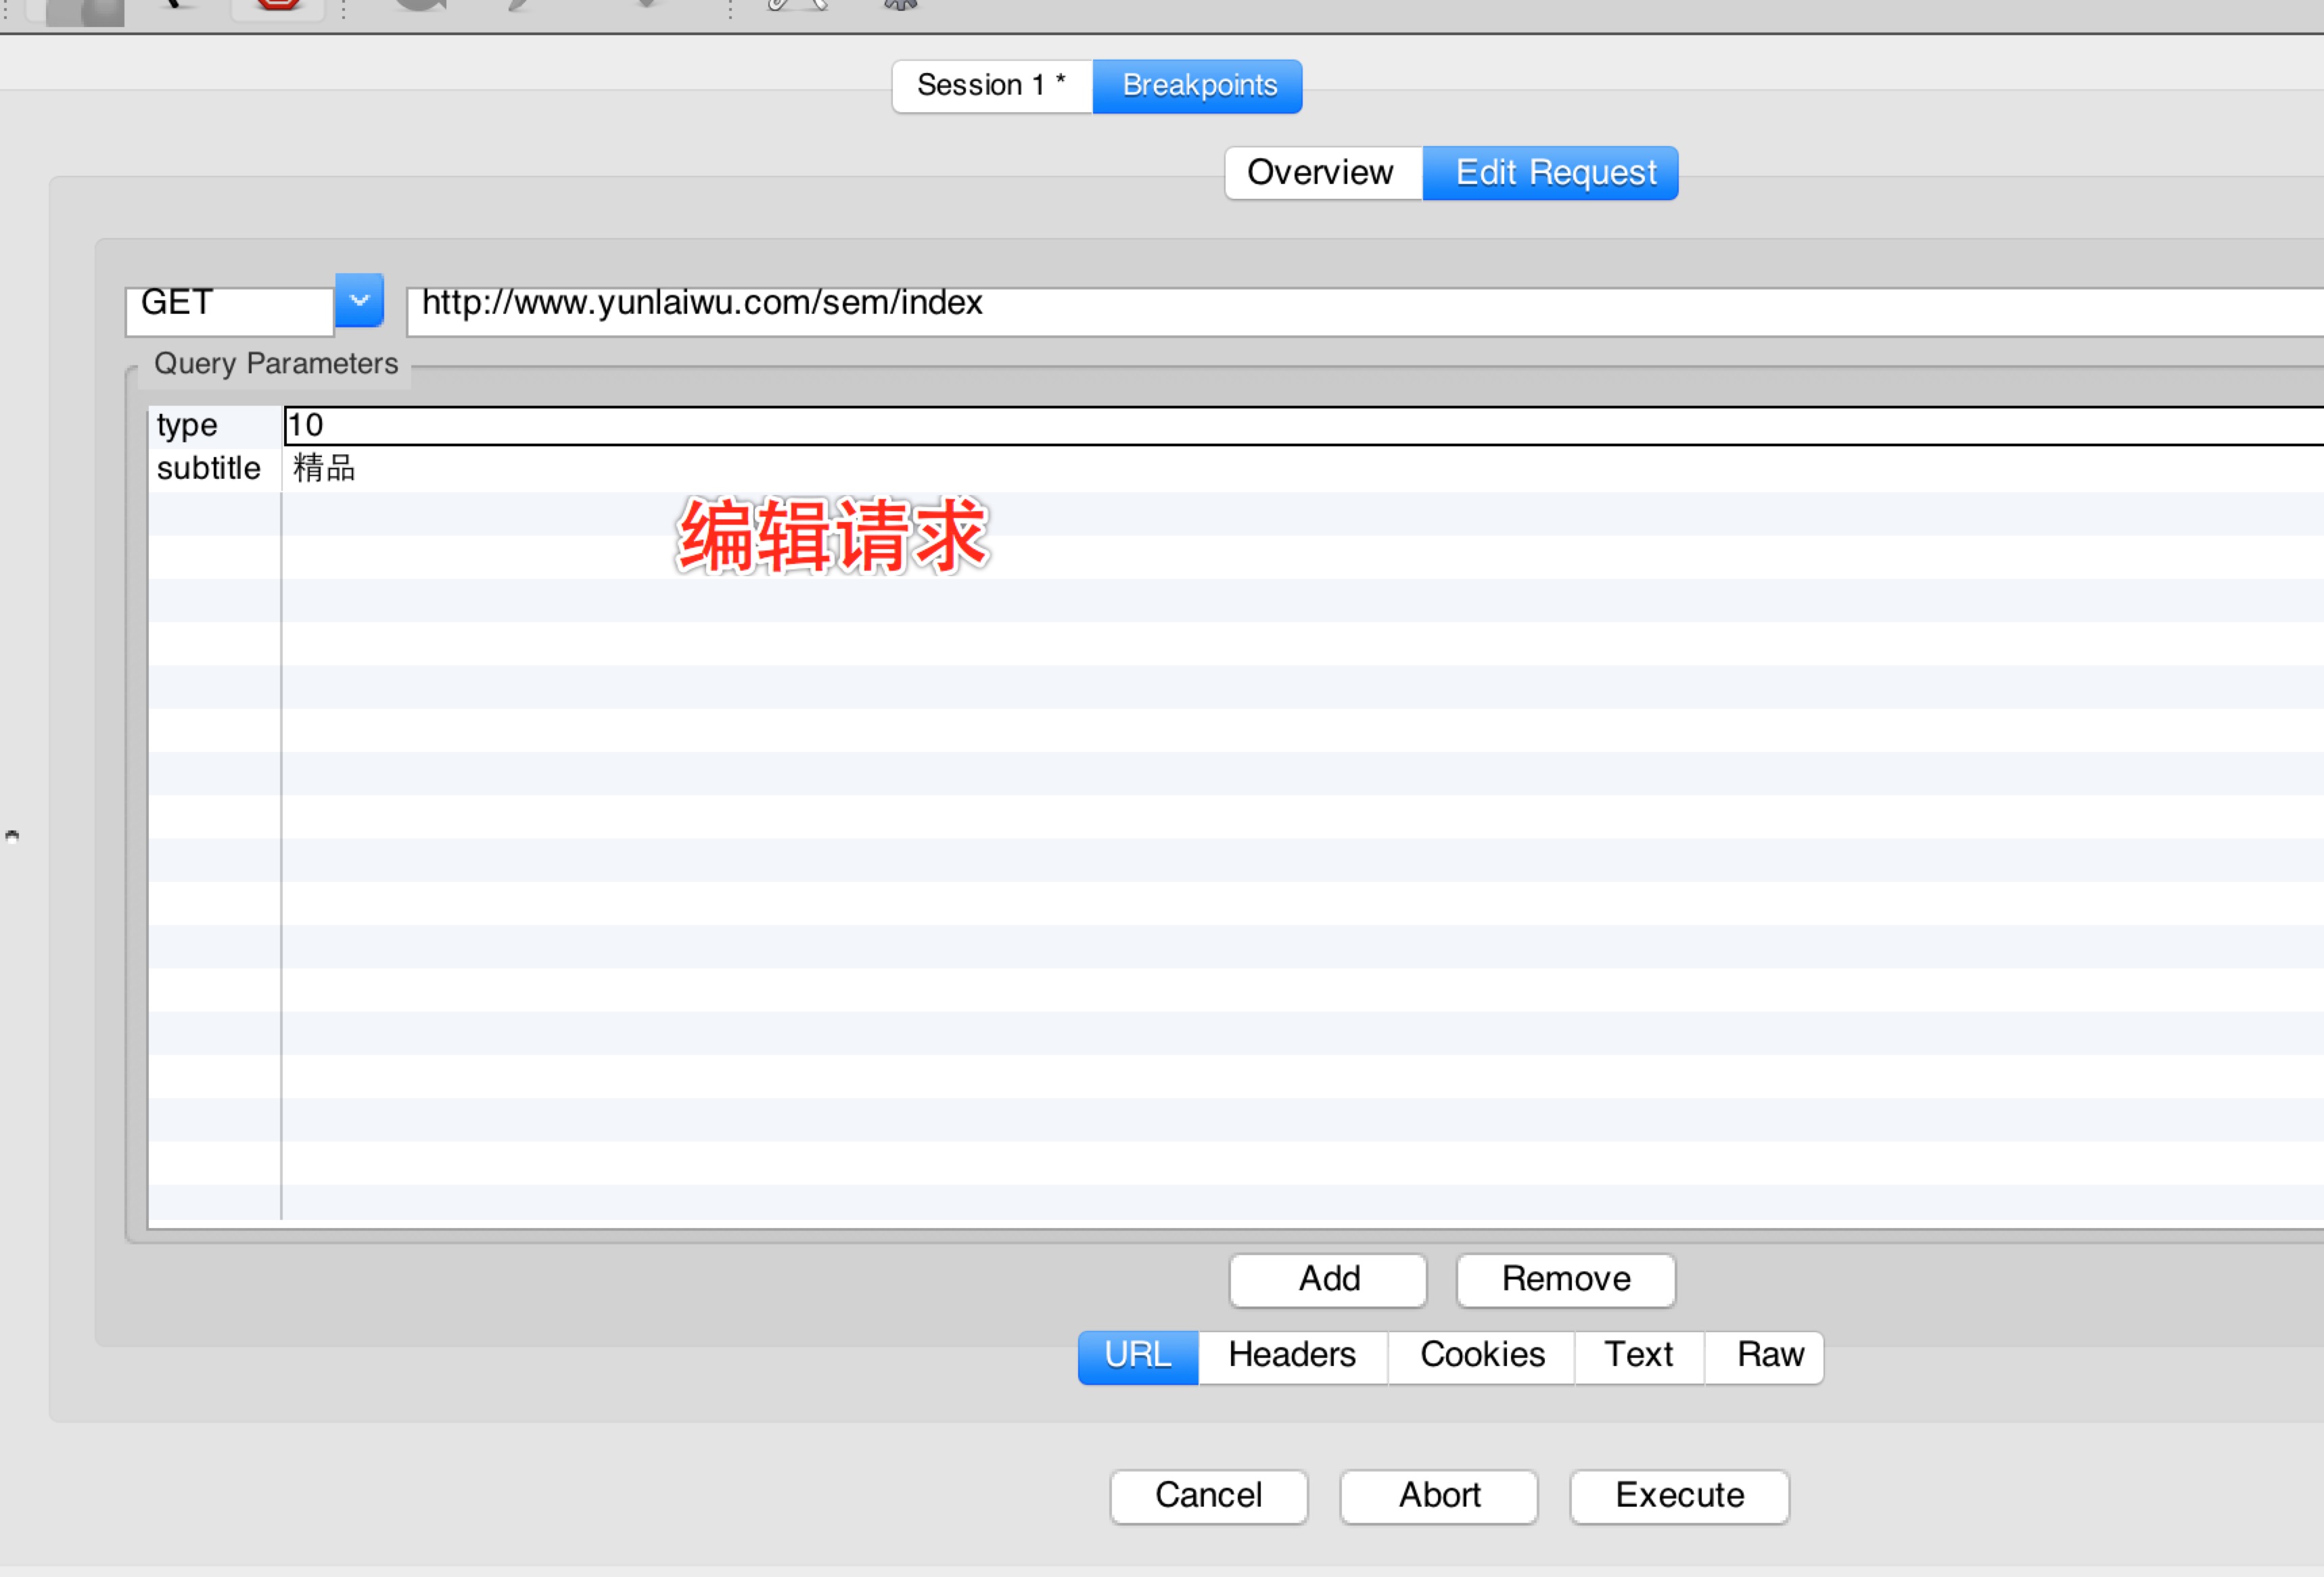 Session 1 *
Breakpoints
Overview
Edit Request
GET
http://www.yunlaiwu.com/sem/index
Query Parameters
type
10
subtitle
精品
编辑请求
Add
Remove
URL
Headers
Cookies
Text
Raw
Cancel
Abort
Execute